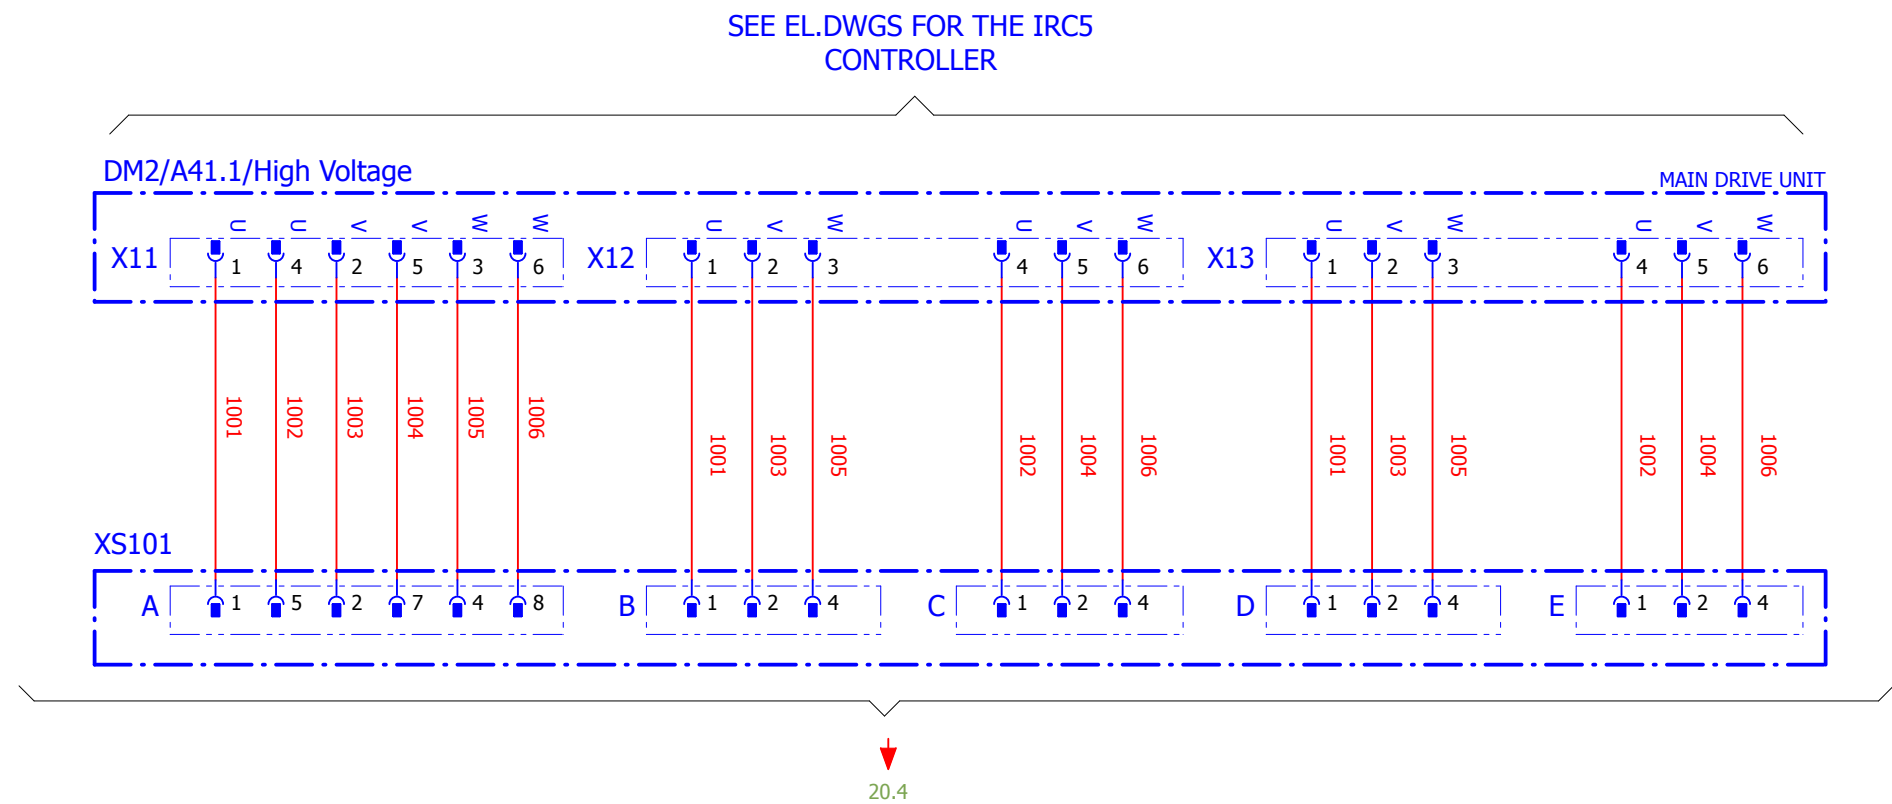 SEE EL.DWGS FOR THE IRC5
CONTROLLER
DM2/A41.1/High Voltage
MAIN DRIVE UNIT
U U V V W W U V W U V W U V W U V W
X11 1 4 2 5 3 6 X12 1 2 3 4 5 6 X13 1 2 3 4 5 6
1001 1002 1003 1004 1005 1006
1001 1003 1005 1002 1004 1006 1001 1003 1005 1002 1004 1006
XS101
A 1 5 2 7 4 8 B 1 2 4 C 1 2 4 D 1 2 4 E 1 2 4
20.4